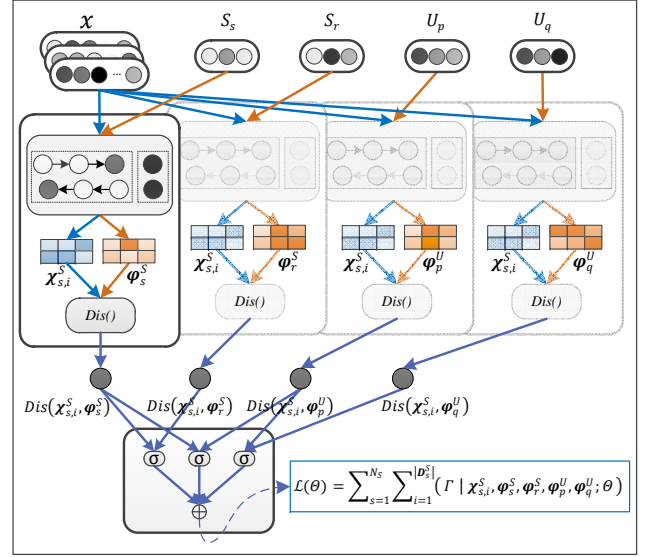 𝒳 S_s S_r U_p U_q
...
χ^S_{s,i} φ^S_s χ^S_{s,i} φ^S_r χ^S_{s,i} φ^U_p χ^S_{s,i} φ^U_q
Dis() Dis() Dis() Dis()
Dis(χ^S_{s,i}, φ^S_s) Dis(χ^S_{s,i}, φ^S_r) Dis(χ^S_{s,i}, φ^U_p) Dis(χ^S_{s,i}, φ^U_q)
σ σ σ
ℒ(Θ) = ∑_{s=1}^{N_S} ∑_{i=1}^{|D^S_s|} (Γ | χ^S_{s,i}, φ^S_s, φ^S_r, φ^U_p, φ^U_q; Θ)
⊕